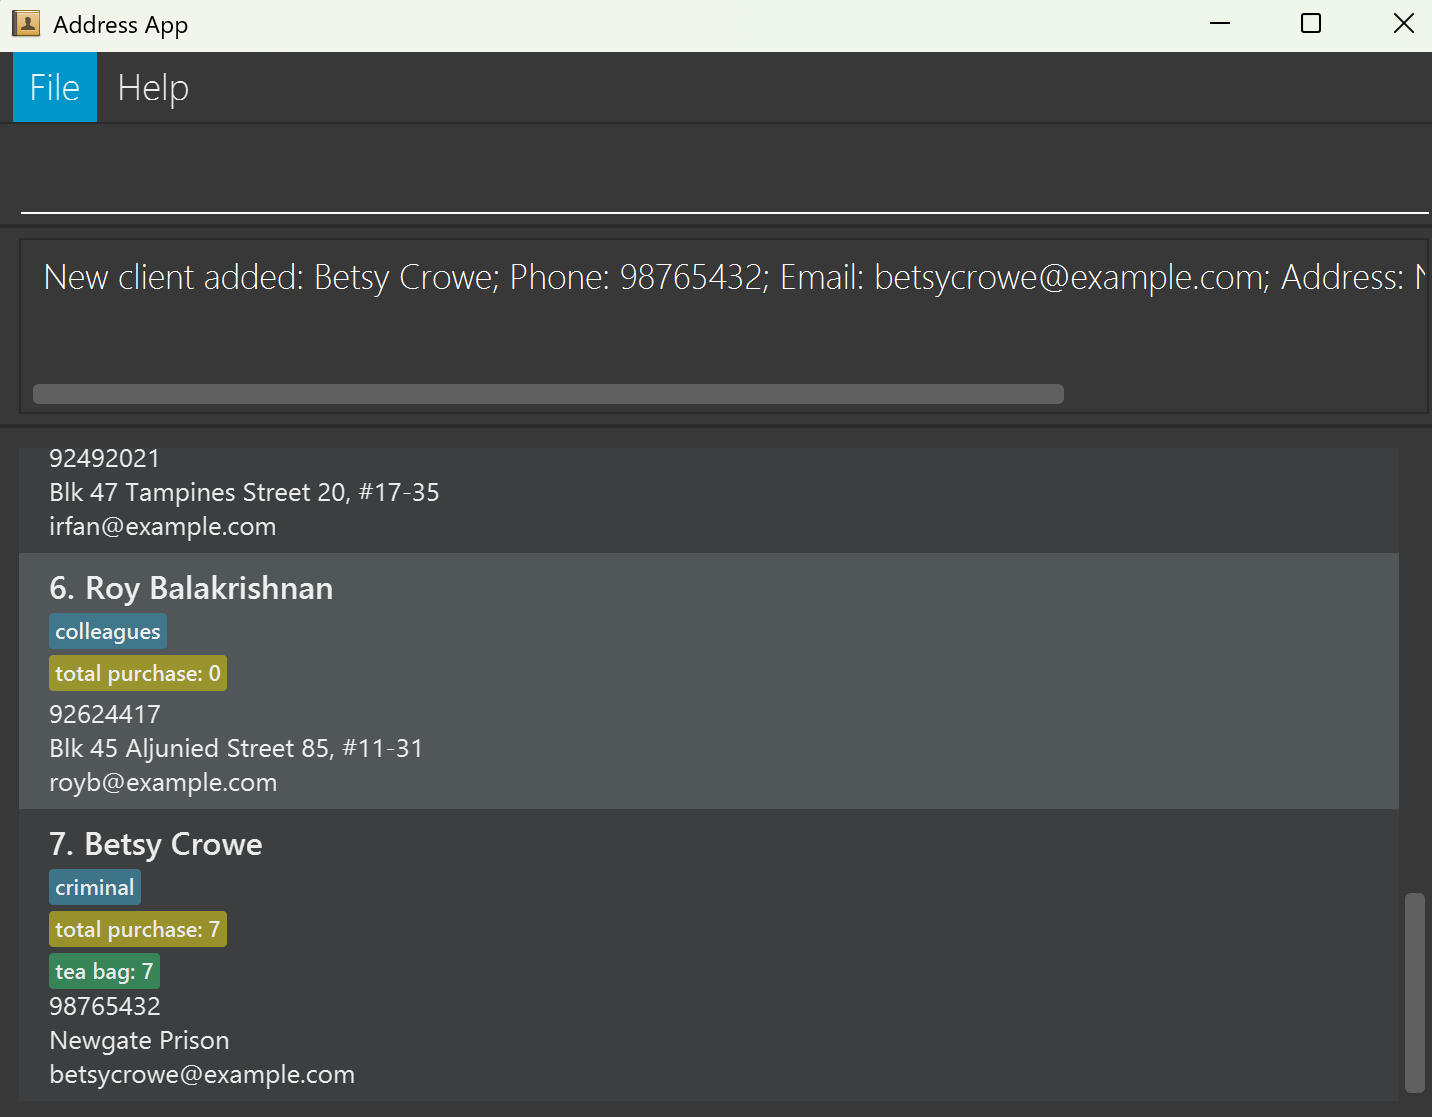 Address App
File Help
New client added: Betsy Crowe; Phone: 98765432; Email: betsycrowe@example.com; Address:
92492021
Blk 47 Tampines Street 20, #17-35
irfan@example.com
6. Roy Balakrishnan
colleagues
total purchase: 0
92624417
Blk 45 Aljunied Street 85, #11-31
royb@example.com
7. Betsy Crowe
criminal
total purchase: 7
tea bag: 7
98765432
Newgate Prison
betsycrowe@example.com